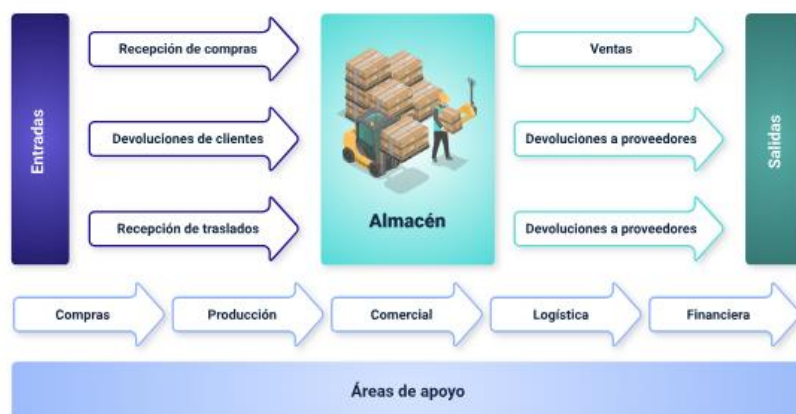 Entradas
Recepción de compras
Devoluciones de clientes
Recepción de traslados
Almacén
Ventas
Devoluciones a proveedores
Devoluciones a proveedores
Salidas
Compras
Producción
Comercial
Logística
Financiera
Áreas de apoyo